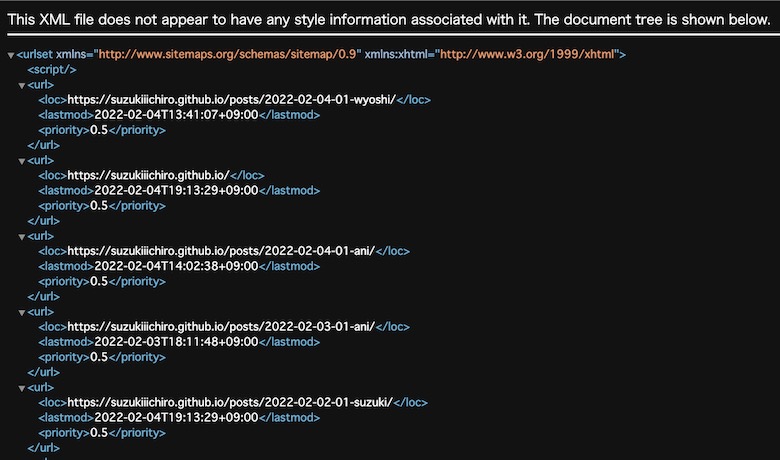 This XML file does not appear to have any style information associated with it. The document tree is shown below.
<urlset xmlns="http://www.sitemaps.org/schemas/sitemap/0.9" xmlns:xhtml="http://www.w3.org/1999/xhtml">
<script/>
<url>
<loc>https://suzukiiichiro.github.io/posts/2022-02-04-01-wyoshi/</loc>
<lastmod>2022-02-04T13:41:07+09:00</lastmod>
<priority>0.5</priority>
</url>
<url>
<loc>https://suzukiiichiro.github.io/</loc>
<lastmod>2022-02-04T19:13:29+09:00</lastmod>
<priority>0.5</priority>
</url>
<url>
<loc>https://suzukiiichiro.github.io/posts/2022-02-04-01-ani/</loc>
<lastmod>2022-02-04T14:02:38+09:00</lastmod>
<priority>0.5</priority>
</url>
<url>
<loc>https://suzukiiichiro.github.io/posts/2022-02-03-01-ani/</loc>
<lastmod>2022-02-03T18:11:48+09:00</lastmod>
<priority>0.5</priority>
</url>
<url>
<loc>https://suzukiiichiro.github.io/posts/2022-02-02-01-suzuki/</loc>
<lastmod>2022-02-04T19:13:29+09:00</lastmod>
<priority>0.5</priority>
</url>